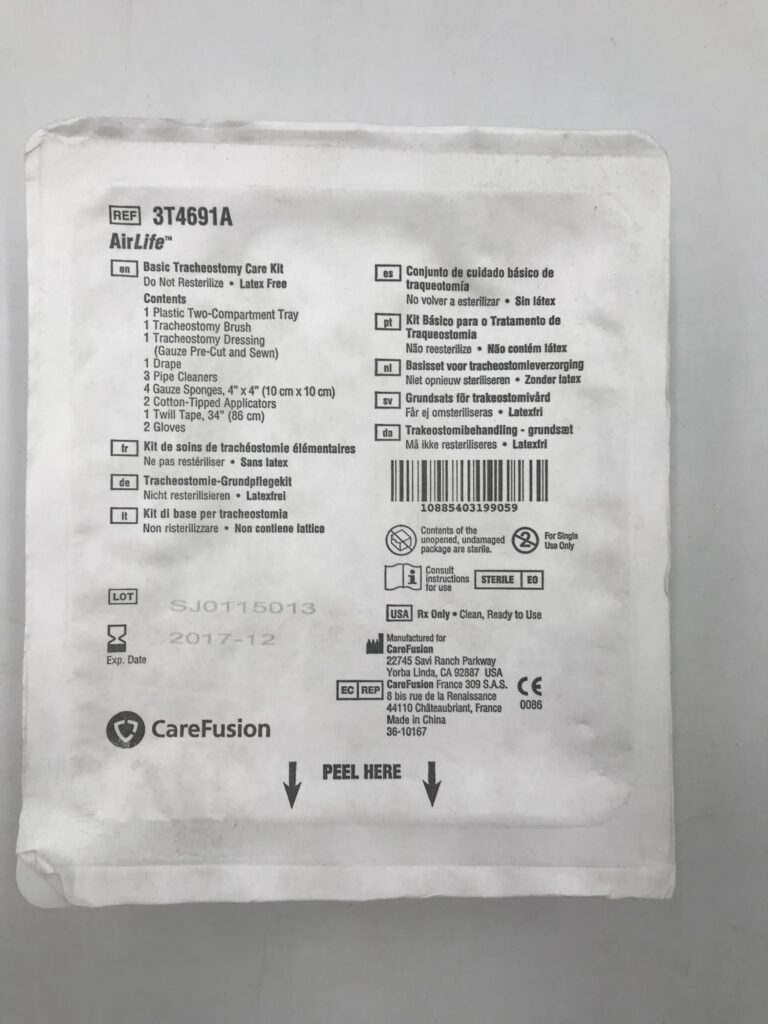 REF 3T4691A
AirLife™
en Basic Tracheostomy Care Kit
Do Not Resterilize • Latex Free
Contents
1 Plastic Two-Compartment Tray
1 Tracheostomy Brush
1 Tracheostomy Dressing
(Gauze Pre-Cut and Sewn)
1 Drape
3 Pipe Cleaners
4 Gauze Sponges, 4" x 4" (10 cm x 10 cm)
2 Cotton-Tipped Applicators
1 Twill Tape, 34" (86 cm)
2 Gloves
fr Kit de soins de trachéostomie élémentaires
Ne pas restériliser • Sans latex
de Tracheostomie-Grundpflegekit
Nicht resterilisieren • Latexfrei
it Kit di base per tracheostomia
Non risterilizzare • Non contiene lattice
es Conjunto de cuidado básico de
traqueotomía
No volver a esterilizar • Sin látex
pt Kit Básico para o Tratamento de
Traqueostomia
Não reesterilize • Não contém látex
nl Basisset voor tracheostomieverzorging
Niet opnieuw steriliseren • Zonder latex
sv Grundsats för trakeostomivård
Får ej omsteriliseras • Latexfri
da Trakeostomibehandling - grundsæt
Må ikke resteriliseres • Latexfri
10885403199059
Contents of the
unopened, undamaged
package are sterile.
2 For Single
Use Only
i Consult
instructions
for use
STERILE EO
USA Rx Only • Clean, Ready to Use
LOT SJ0115013
2017-12
Exp. Date
Manufactured for
CareFusion
22745 Savi Ranch Parkway
Yorba Linda, CA 92887 USA
EC REP CareFusion France 309 S.A.S.
8 bis rue de la Renaissance
44110 Châteaubriant, France
Made in China
36-10167
CE
0086
CareFusion
PEEL HERE